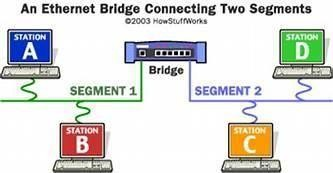 An Ethernet Bridge Connecting Two Segments
©2003 HowStuffWorks
STATION
A
STATION
D
Bridge
SEGMENT 1
SEGMENT 2
STATION
B
STATION
C